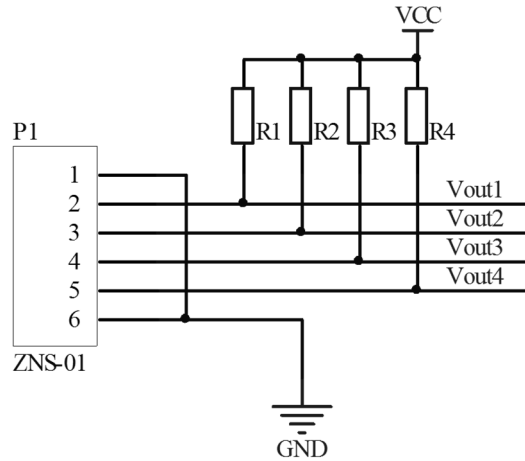 VCC
R1 R2 R3 R4
P1
1
2 Vout1
3 Vout2
4 Vout3
5 Vout4
6
ZNS-01
GND